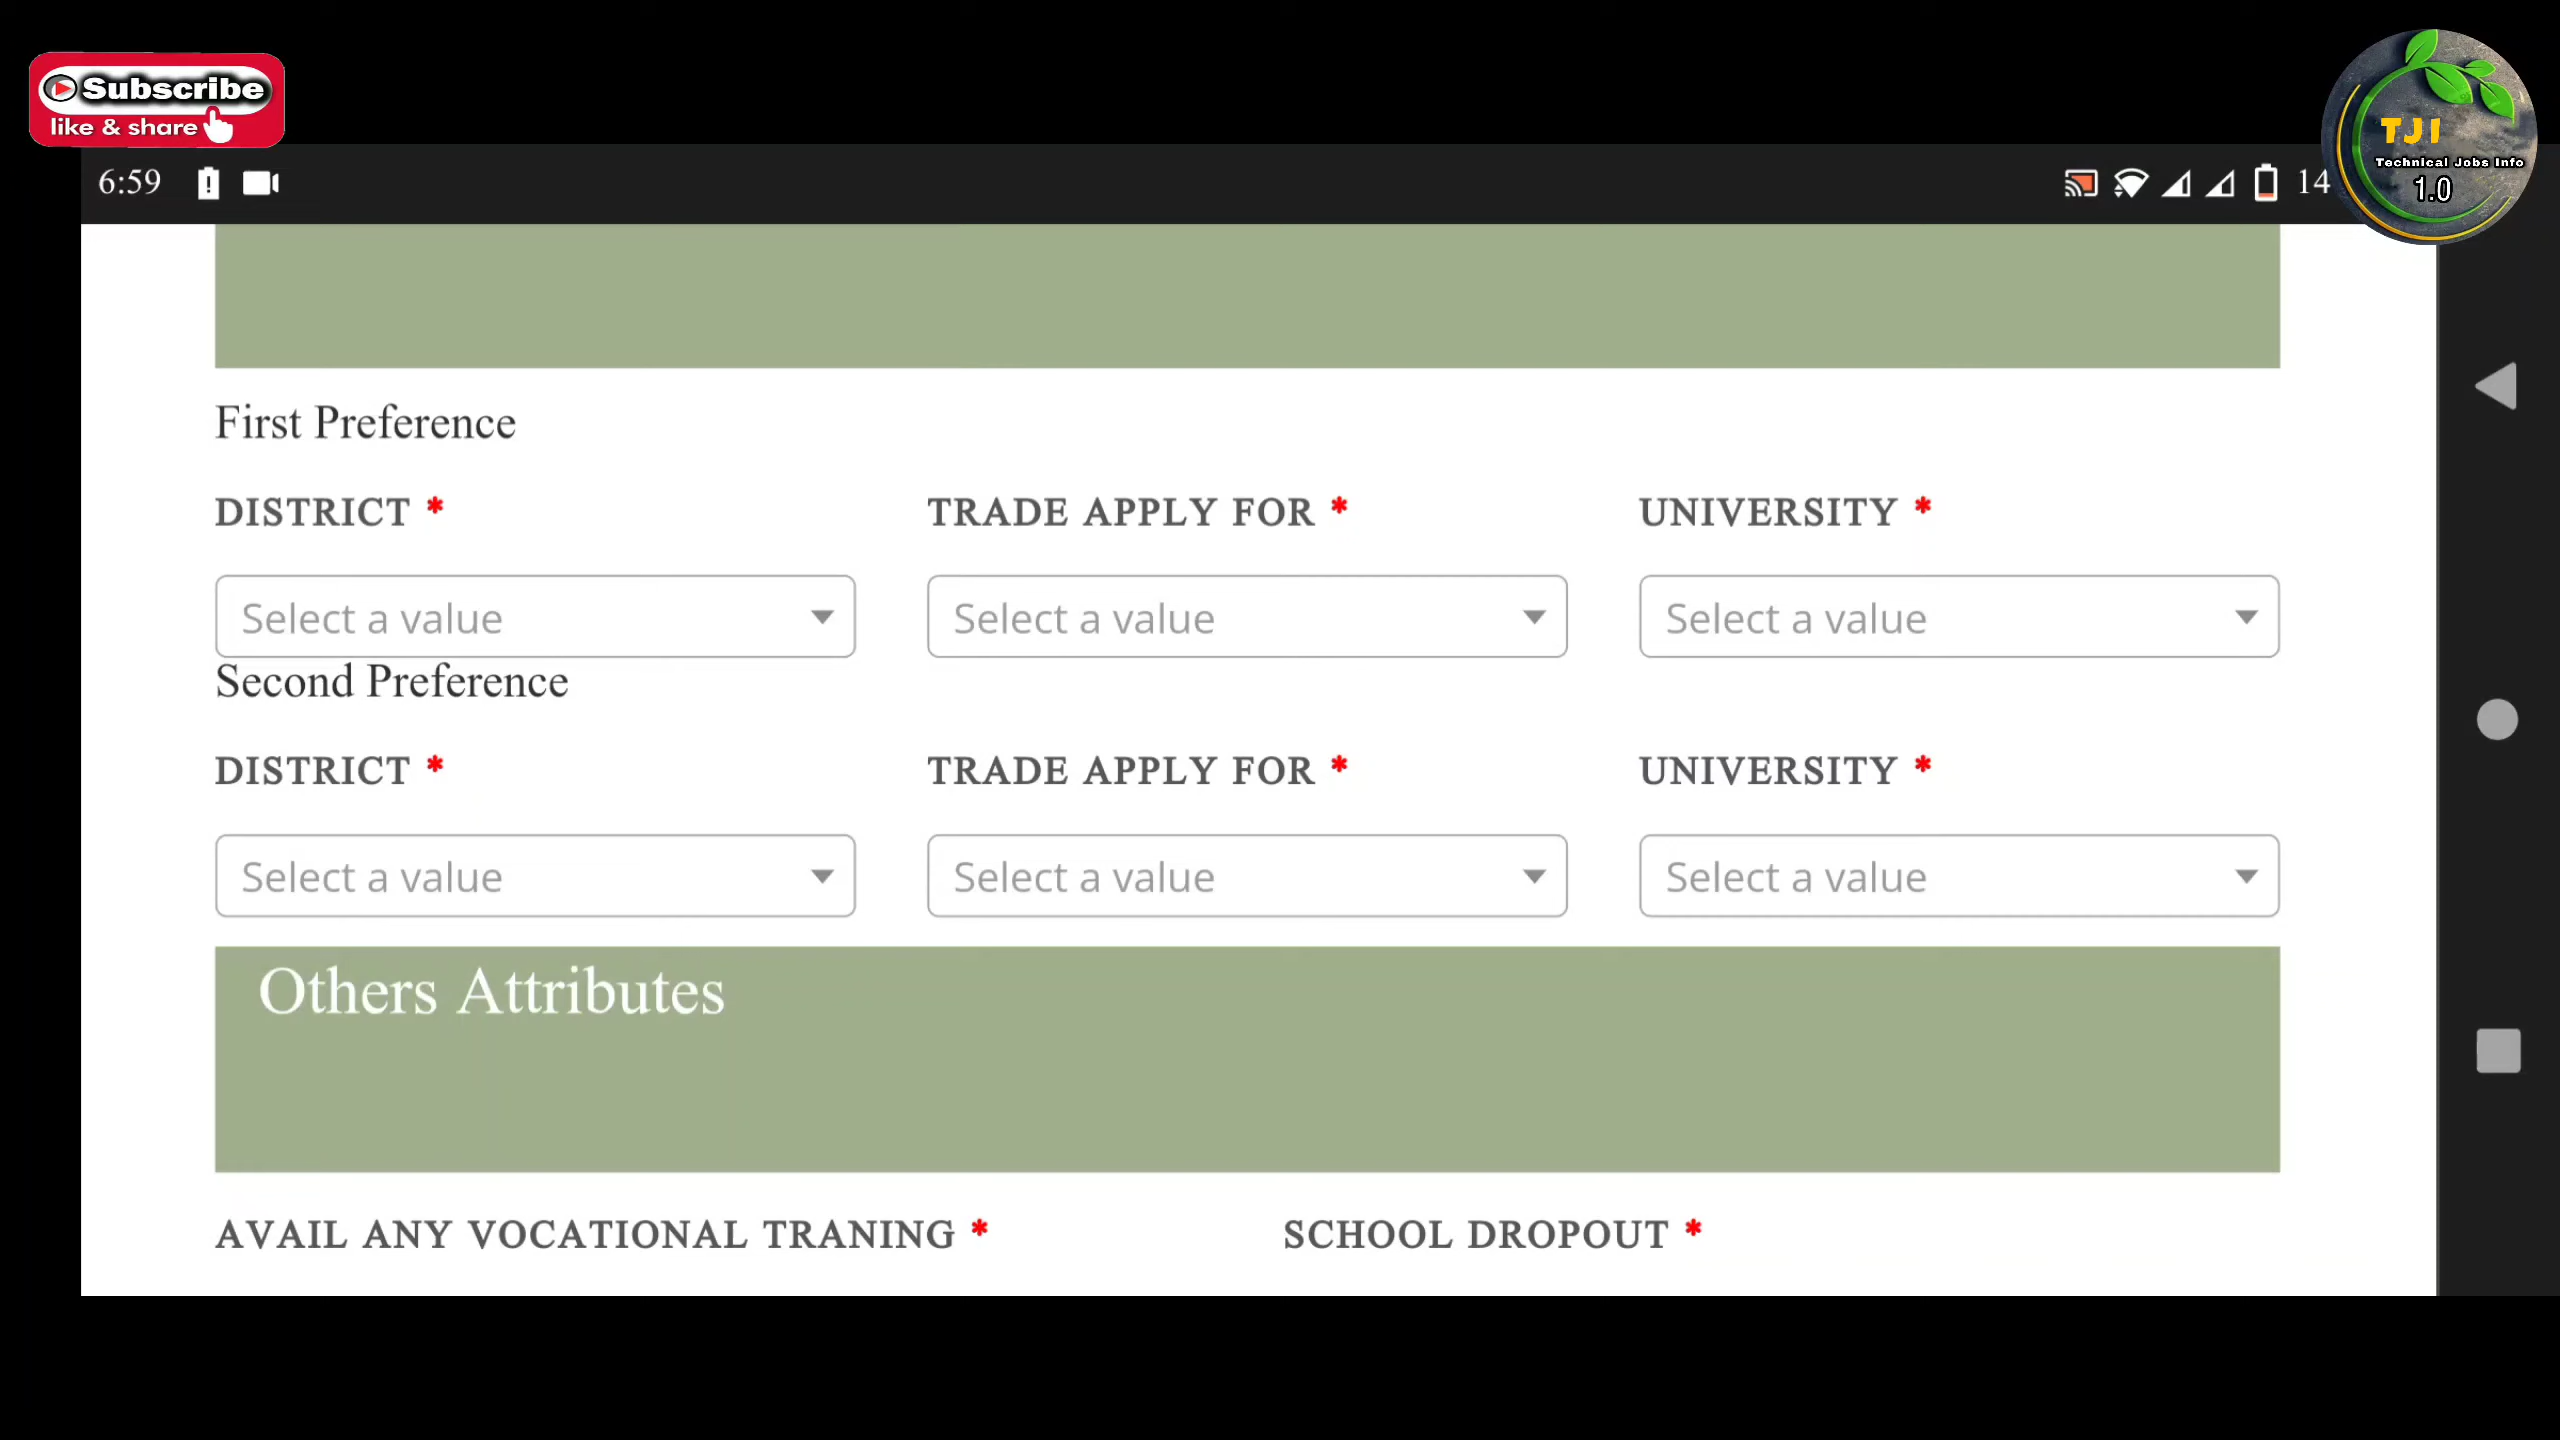 Subscribe
like & share
TJI
Technical Jobs Info
1.0
6:59
14
First Preference
DISTRICT * TRADE APPLY FOR * UNIVERSITY *
Select a value Select a value Select a value
Second Preference
DISTRICT * TRADE APPLY FOR * UNIVERSITY *
Select a value Select a value Select a value
Others Attributes
AVAIL ANY VOCATIONAL TRANING * SCHOOL DROPOUT *